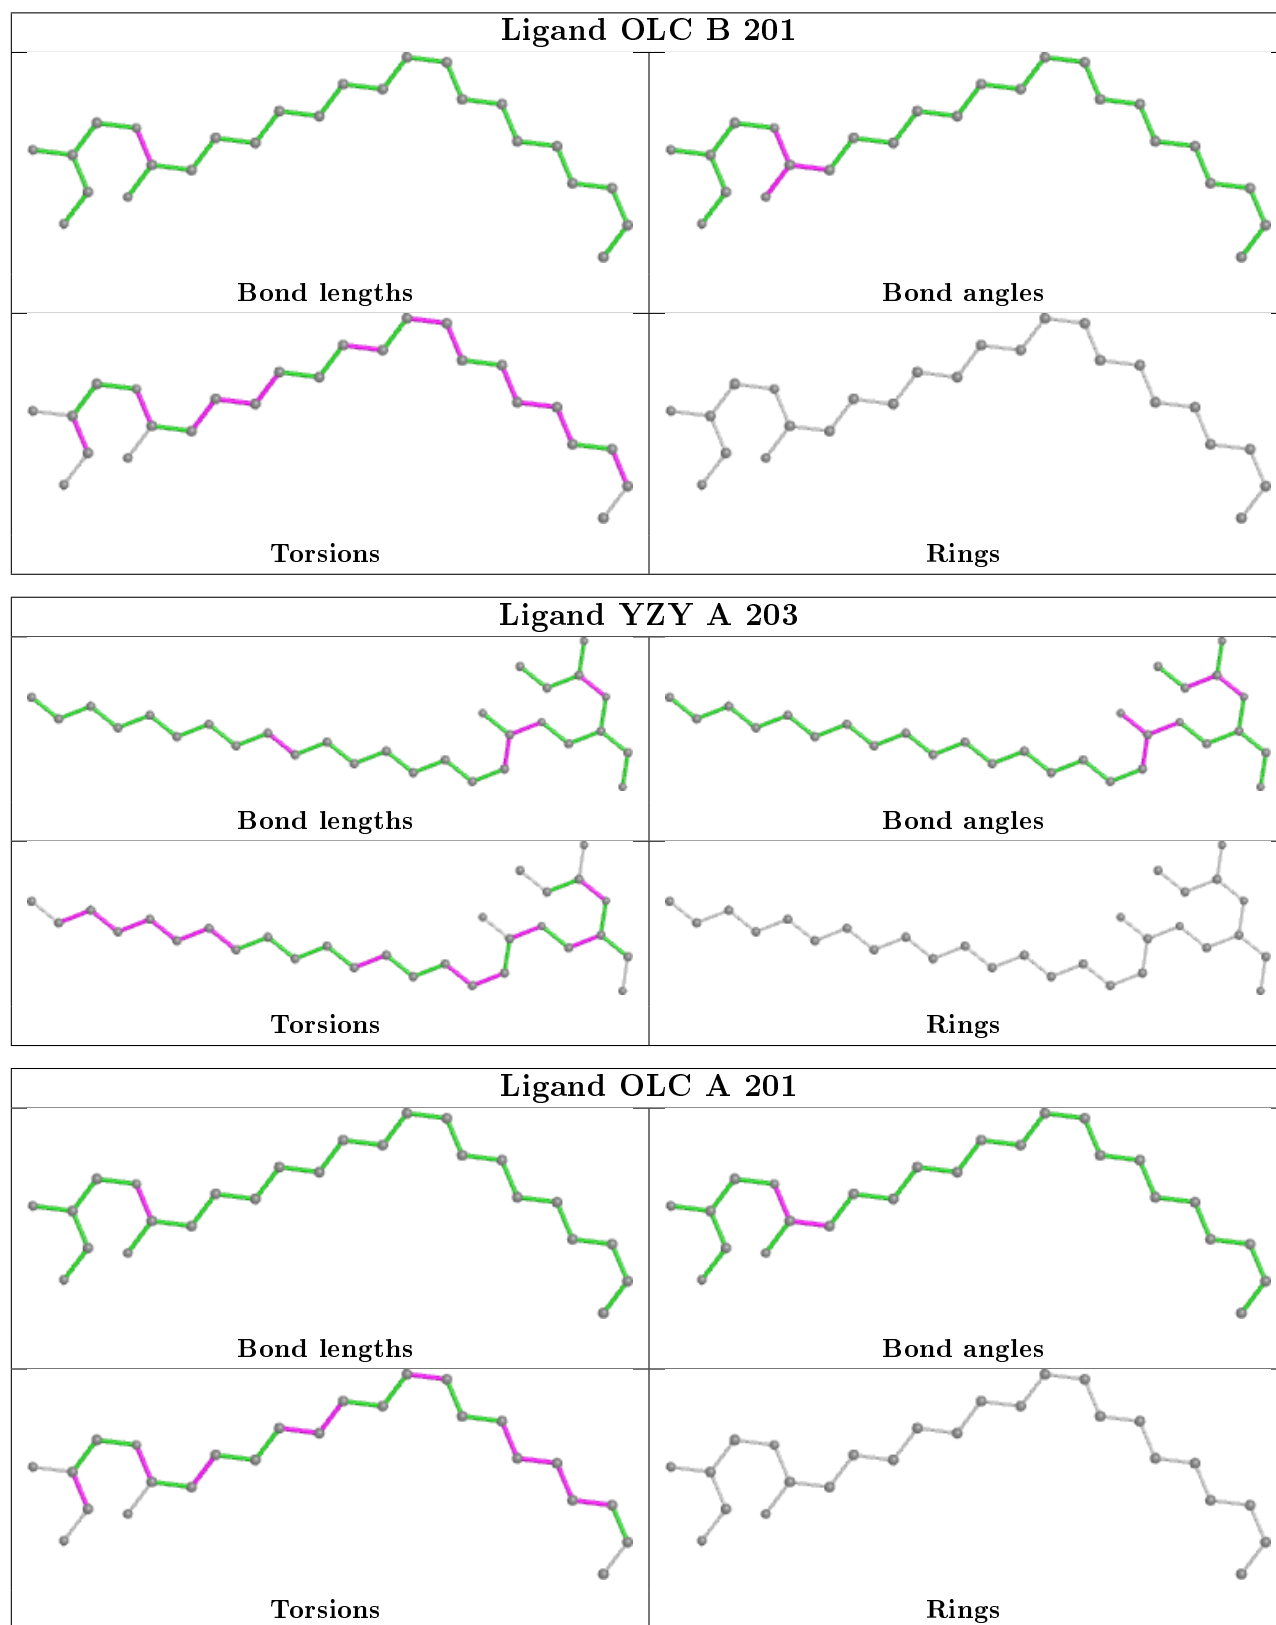 Ligand OLC B 201
Bond lengths
Bond angles
Torsions
Rings
Ligand YZY A 203
Bond lengths
Bond angles
Torsions
Rings
Ligand OLC A 201
Bond lengths
Bond angles
Torsions
Rings